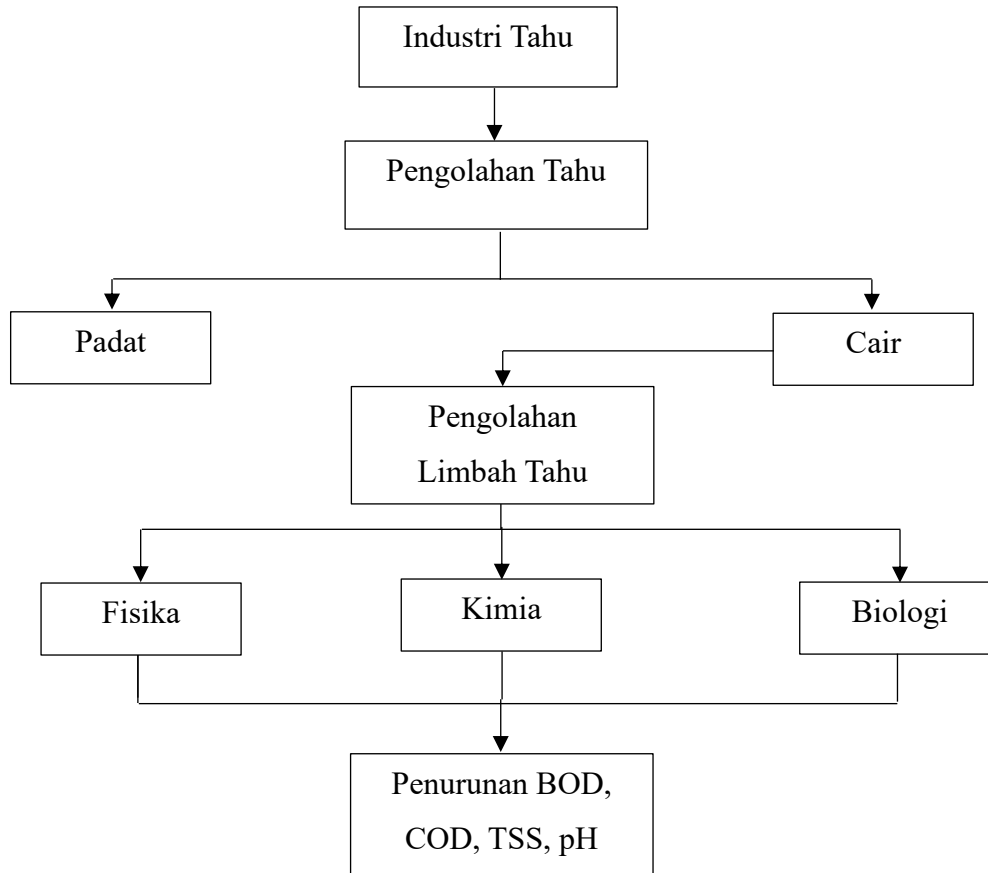 Industri Tahu
Pengolahan Tahu
Padat
Cair
Pengolahan
Limbah Tahu
Fisika
Kimia
Biologi
Penurunan BOD,
COD, TSS, pH